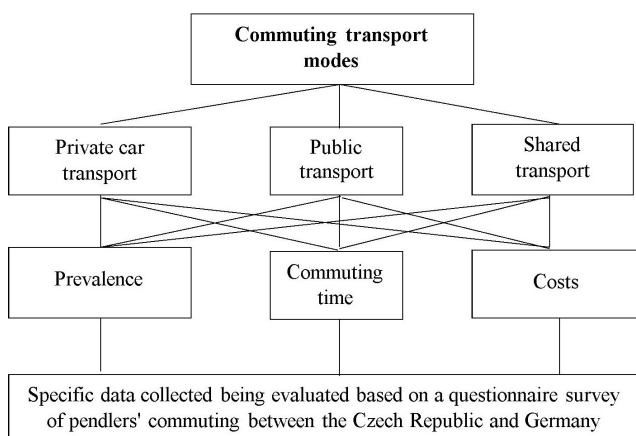 Commuting transport
modes
Private car
transport
Public
transport
Shared
transport
Prevalence
Commuting
time
Costs
Specific data collected being evaluated based on a questionnaire survey
of pendlers' commuting between the Czech Republic and Germany